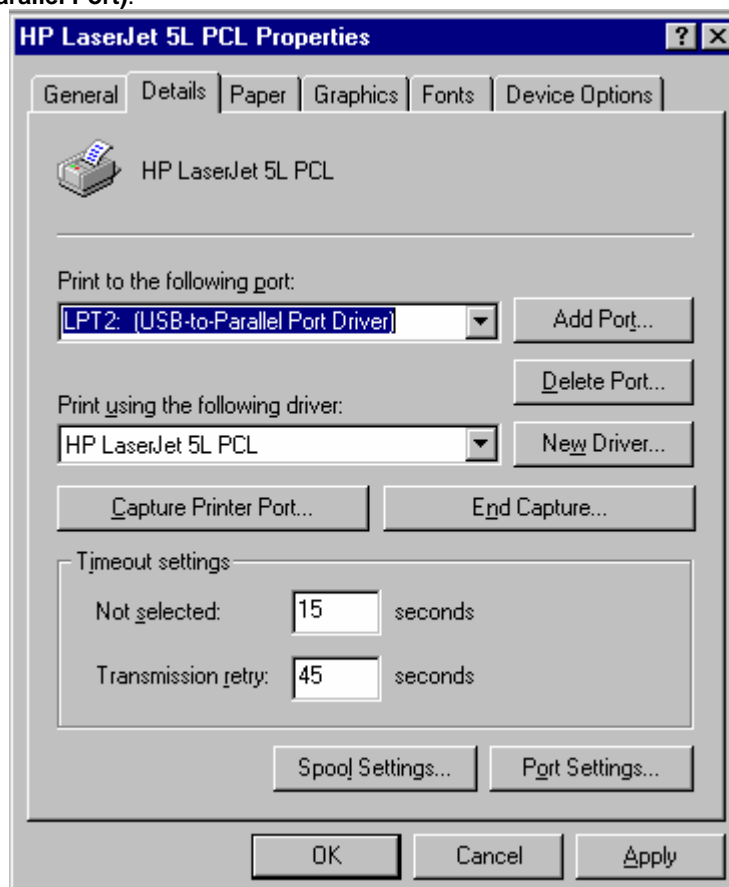 arallel Port).
HP LaserJet 5L PCL Properties
General Details Paper Graphics Fonts Device Options
HP LaserJet 5L PCL
Print to the following port:
LPT2: (USB-to-Parallel Port Driver) Add Port...
Delete Port...
Print using the following driver:
HP LaserJet 5L PCL New Driver...
Capture Printer Port... End Capture...
Timeout settings
Not selected: 15 seconds
Transmission retry: 45 seconds
Spool Settings... Port Settings...
OK Cancel Apply